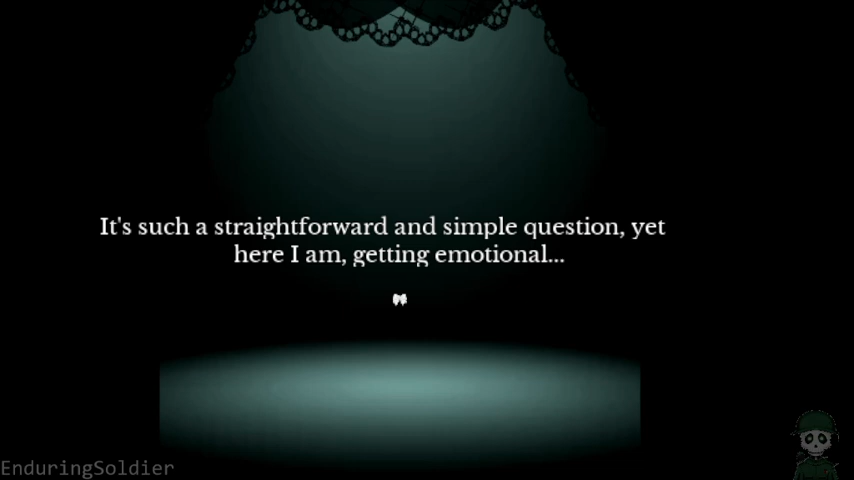 It's such a straightforward and simple question, yet
here I am, getting emotional...
EnduringSoldier